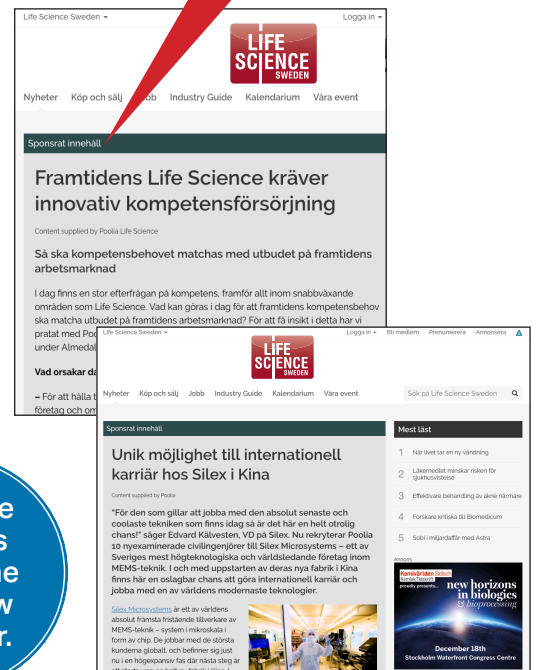 Life Science Sweden
Logga in
LIFE
SCIENCE
SWEDEN
Nyheter Köp och sälj Jobb Industry Guide Kalendarium Våra event
Sponsrat innehåll
Framtidens Life Science kräver
innovativ kompetensförsörjning
Content supplied by Poolia Life Science
Så ska kompetensbehovet matchas med utbudet på framtidens
arbetsmarknad
I dag finns en stor efterfrågan på kompetens, framför allt inom snabbväxande
områden som Life Science. Vad kan göras i dag för att framtidens kompetensbehov
ska matcha utbudet på framtidens arbetsmarknad? För att få insikt i detta har vi
pratat med
under
Vad orsakar
– För att hålla
företag och
Life Science Sweden
Logga in Bli medlem Prenumerera Annonsera
LIFE
SCIENCE
SWEDEN
Nyheter Köp och sälj Jobb Industry Guide Kalendarium Våra event
Sök på Life Science Sweden
Sponsrat innehåll
Unik möjlighet till internationell
karriär hos Silex i Kina
Content supplied by Poolia
"För den som gillar att jobba med den absolut senaste och
coolaste tekniken som finns idag så är det här en helt otrolig
chans!" säger Edvard Kälvesten, VD på Silex. Nu rekryterar Poolia
10 nyexaminerade civilingenjörer till Silex Microsystems – ett av
Sveriges mest högteknologiska och världsledande företag inom
MEMS-teknik. I och med uppstarten av deras nya fabrik i Kina
finns här en oslagbar chans att göra internationell karriär och
jobba med en av världens modernaste teknologier.
Silex Microsystems är ett av världens
absolut främsta fristående tillverkare av
MEMS-teknik – system i mikroskala i
form av chip. De jobbar med de största
kunderna globalt, och befinner sig just
nu i en högexpansiv fas där nästa steg är
Mest läst
1 När livet tar en ny vändning
2 Läkemedlet minskar risken för
sjukhusvistelse
3 Effektivare behandling av akne närmare
4 Forskare kritiska till Biomedicum
5 Sobi i miljardaffär med Astra
Annons
Kemivärlden Biotech
Kemisk Tidskrift
proudly presents...
new horizons
in biologics
& bioprocessing
December 18th
Stockholm Waterfront Congress Centre